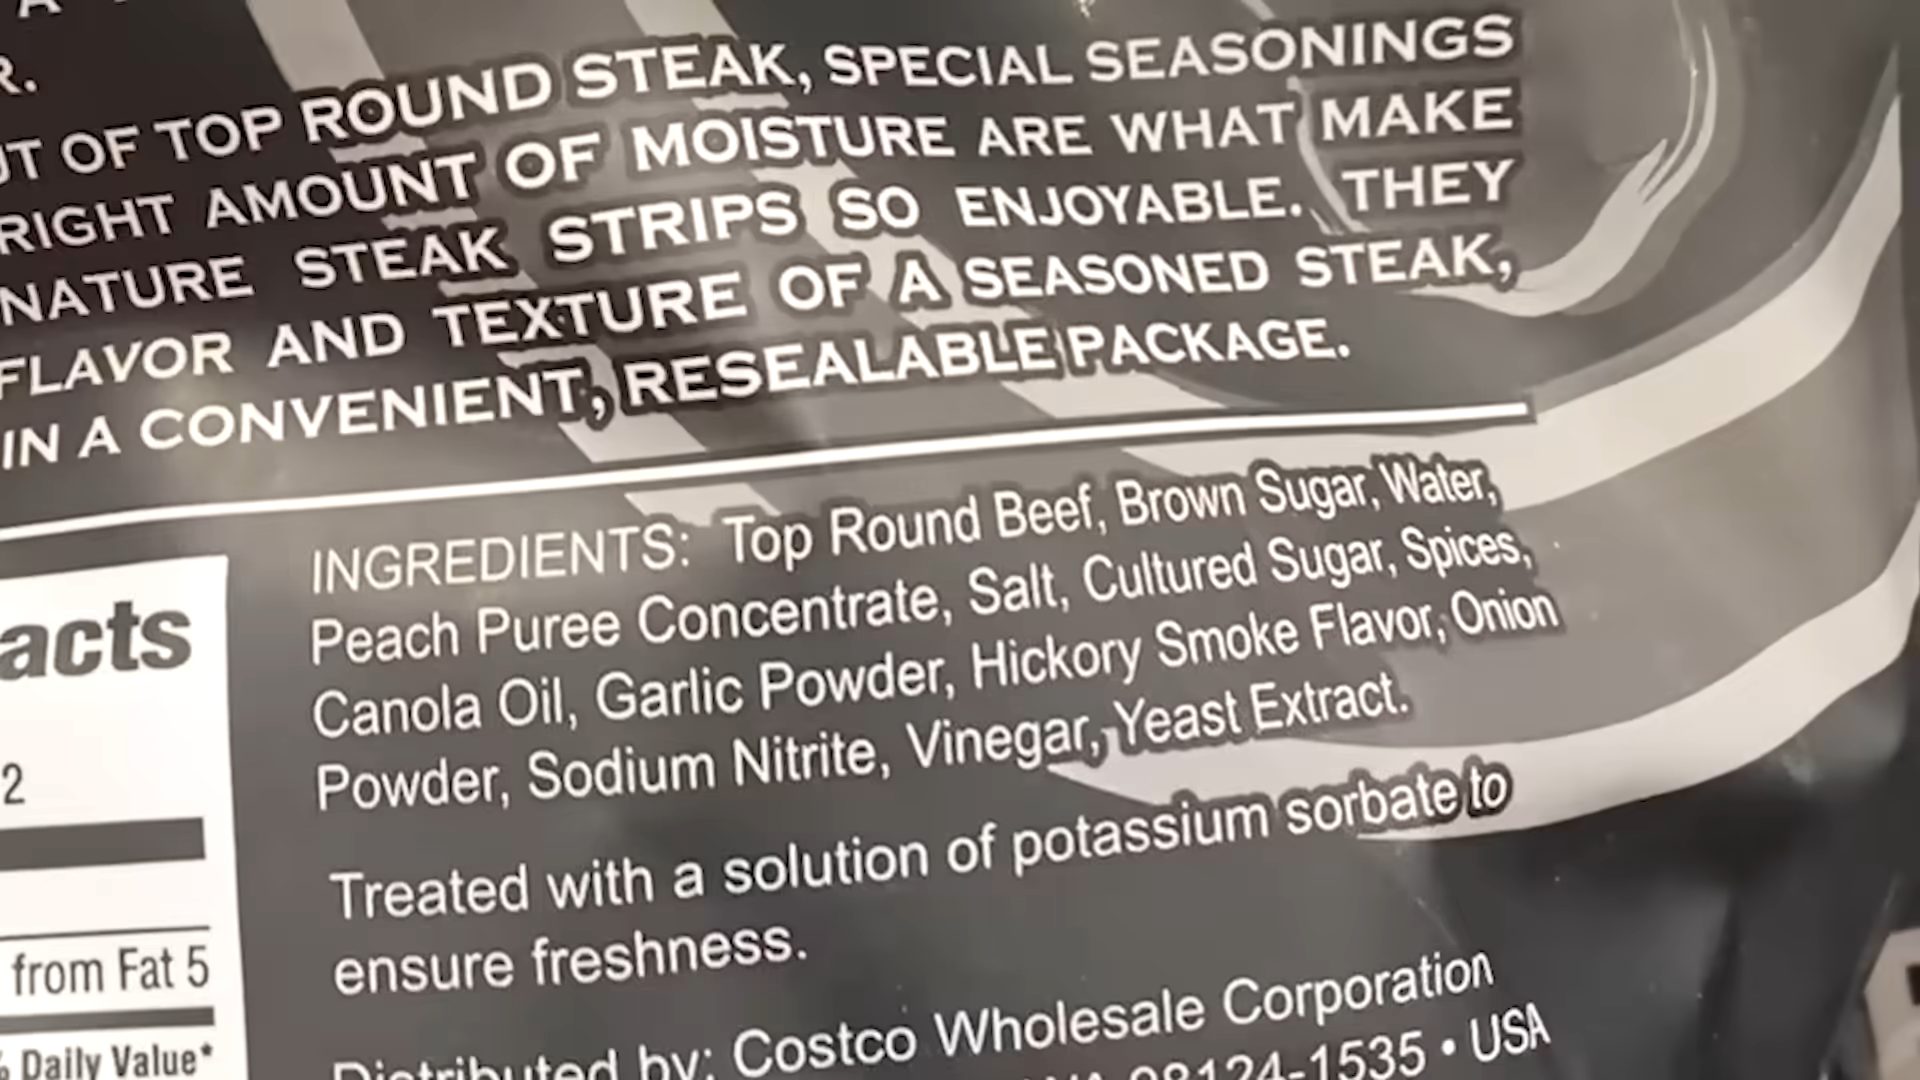 R.
OF TOP ROUND STEAK, SPECIAL SEASONINGS
RIGHT AMOUNT OF MOISTURE ARE WHAT MAKE
NATURE STEAK STRIPS SO ENJOYABLE. THEY
FLAVOR AND TEXTURE OF A SEASONED STEAK,
IN A CONVENIENT, RESEALABLE PACKAGE.
INGREDIENTS: Top Round Beef, Brown Sugar, Water,
Peach Puree Concentrate, Salt, Cultured Sugar, Spices,
Canola Oil, Garlic Powder, Hickory Smoke Flavor, Onion
Powder, Sodium Nitrite, Vinegar, Yeast Extract.
Treated with a solution of potassium sorbate to
ensure freshness.
Distributed by: Costco Wholesale Corporation
98124-1535 • USA
acts
2
from Fat 5
% Daily Value*